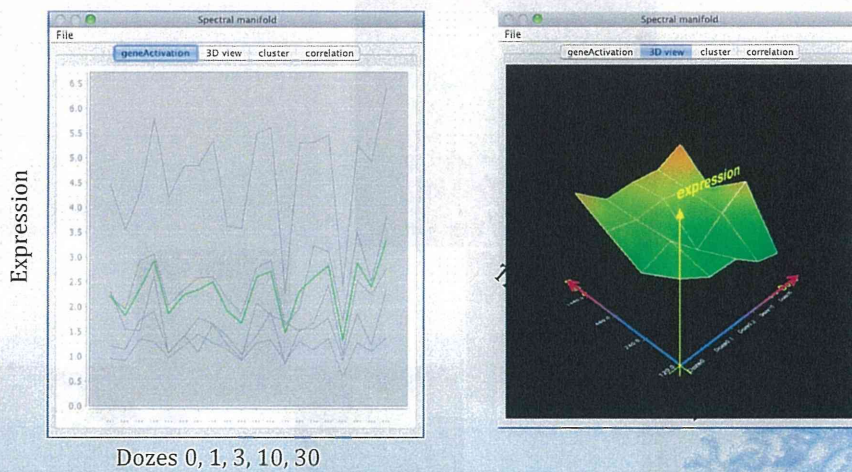 Spectral manifold
File
geneActivation 3D view cluster correlation
6.5
6.0
5.5
5.0
4.5
4.0
3.5
3.0
2.5
2.0
1.5
1.0
0.5
0.0
Expression
Dozes 0, 1, 3, 10, 30
Spectral manifold
File
geneActivation 3D view cluster correlation
expression